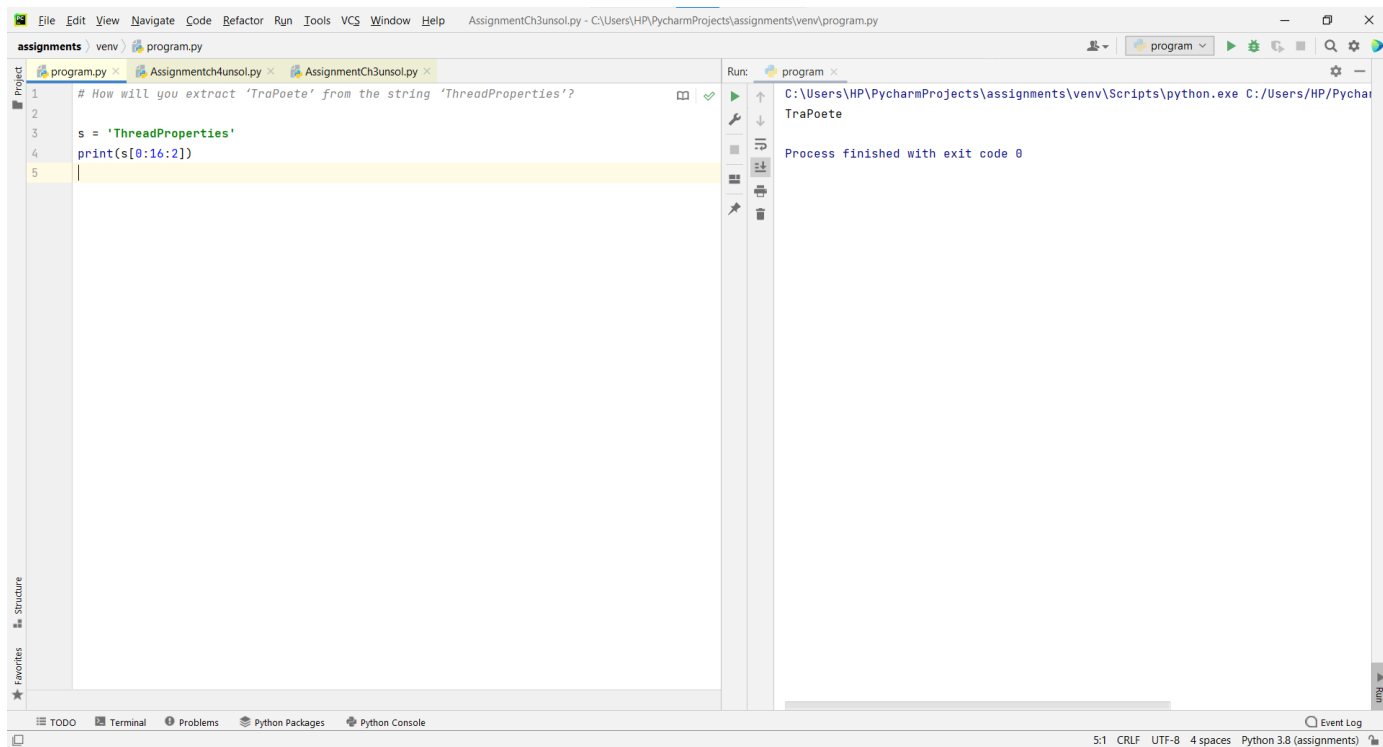 File Edit View Navigate Code Refactor Run Tools VCS Window Help AssignmentCh3unsol.py - C:\Users\HP\PycharmProjects\assignments\venv\program.py
assignments venv program.py
program
Project
program.py Assignmentch4unsol.py AssignmentCh3unsol.py
Run: program
1 # How will you extract ‘TraPoete’ from the string ‘ThreadProperties’?
2
3 s = 'ThreadProperties'
4 print(s[0:16:2])
5
C:\Users\HP\PycharmProjects\assignments\venv\Scripts\python.exe C:/Users/HP/Pychar
TraPoete
Process finished with exit code 0
Structure
Favorites
Run
TODO Terminal Problems Python Packages Python Console Event Log
5:1 CRLF UTF-8 4 spaces Python 3.8 (assignments)